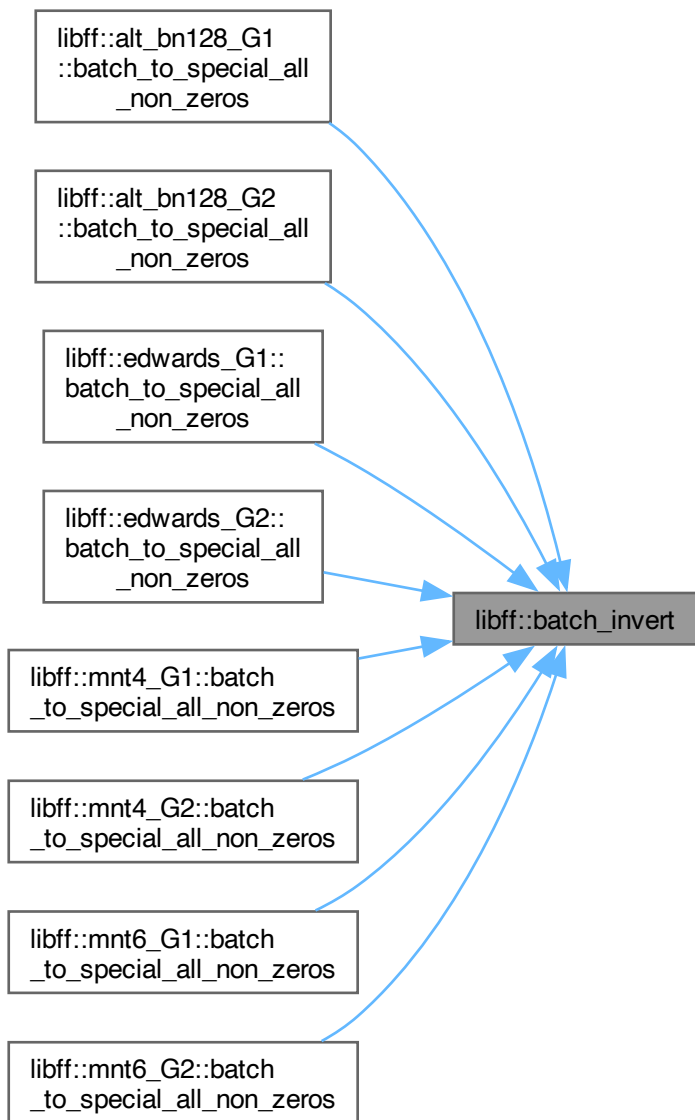 libff::alt_bn128_G1
::batch_to_special_all
_non_zeros
libff::alt_bn128_G2
::batch_to_special_all
_non_zeros
libff::edwards_G1::
batch_to_special_all
_non_zeros
libff::edwards_G2::
batch_to_special_all
_non_zeros
libff::batch_invert
libff::mnt4_G1::batch
_to_special_all_non_zeros
libff::mnt4_G2::batch
_to_special_all_non_zeros
libff::mnt6_G1::batch
_to_special_all_non_zeros
libff::mnt6_G2::batch
_to_special_all_non_zeros